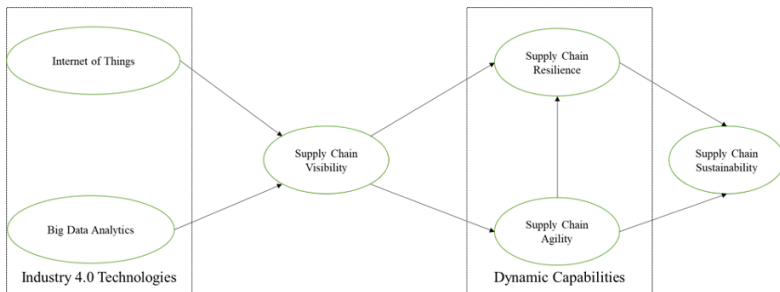 Internet of Things
Supply Chain
Resilience
Supply Chain
Visibility
Supply Chain
Sustainability
Big Data Analytics
Supply Chain
Agility
Industry 4.0 Technologies
Dynamic Capabilities